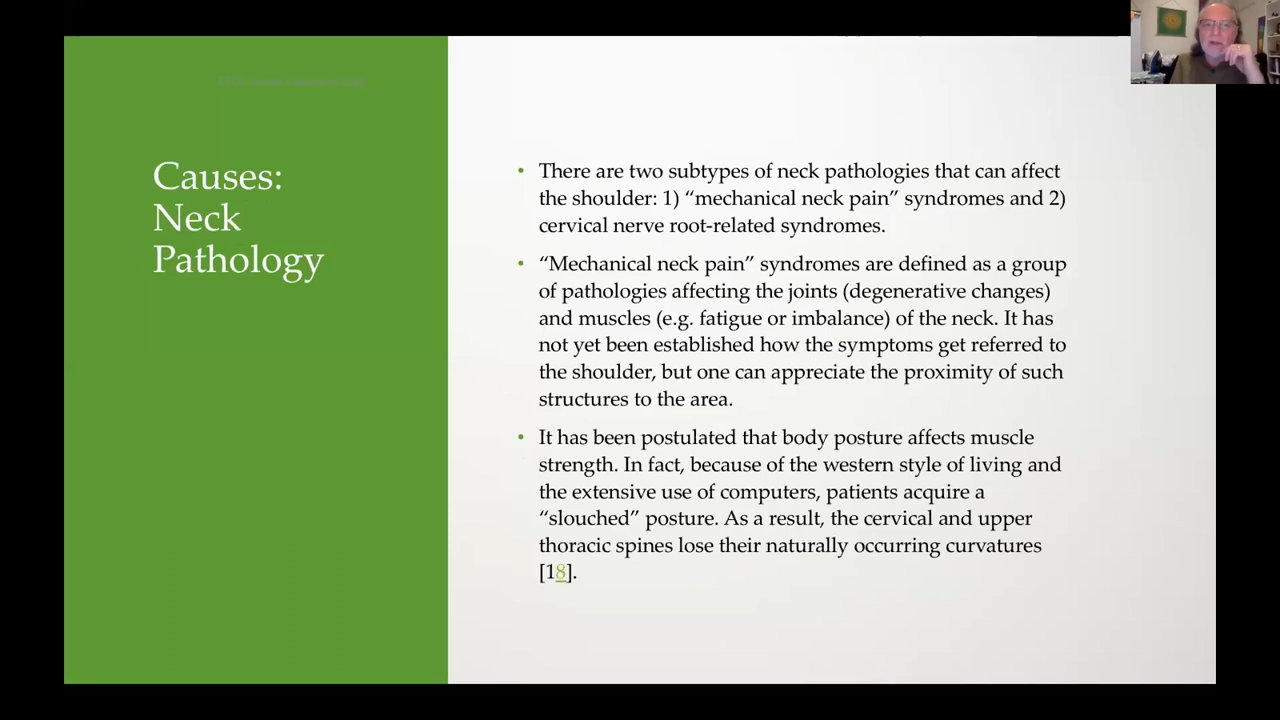 Causes:
Neck
Pathology
• There are two subtypes of neck pathologies that can affect
the shoulder: 1) “mechanical neck pain” syndromes and 2)
cervical nerve root-related syndromes.
• “Mechanical neck pain” syndromes are defined as a group
of pathologies affecting the joints (degenerative changes)
and muscles (e.g. fatigue or imbalance) of the neck. It has
not yet been established how the symptoms get referred to
the shoulder, but one can appreciate the proximity of such
structures to the area.
• It has been postulated that body posture affects muscle
strength. In fact, because of the western style of living and
the extensive use of computers, patients acquire a
“slouched” posture. As a result, the cervical and upper
thoracic spines lose their naturally occurring curvatures
[18].